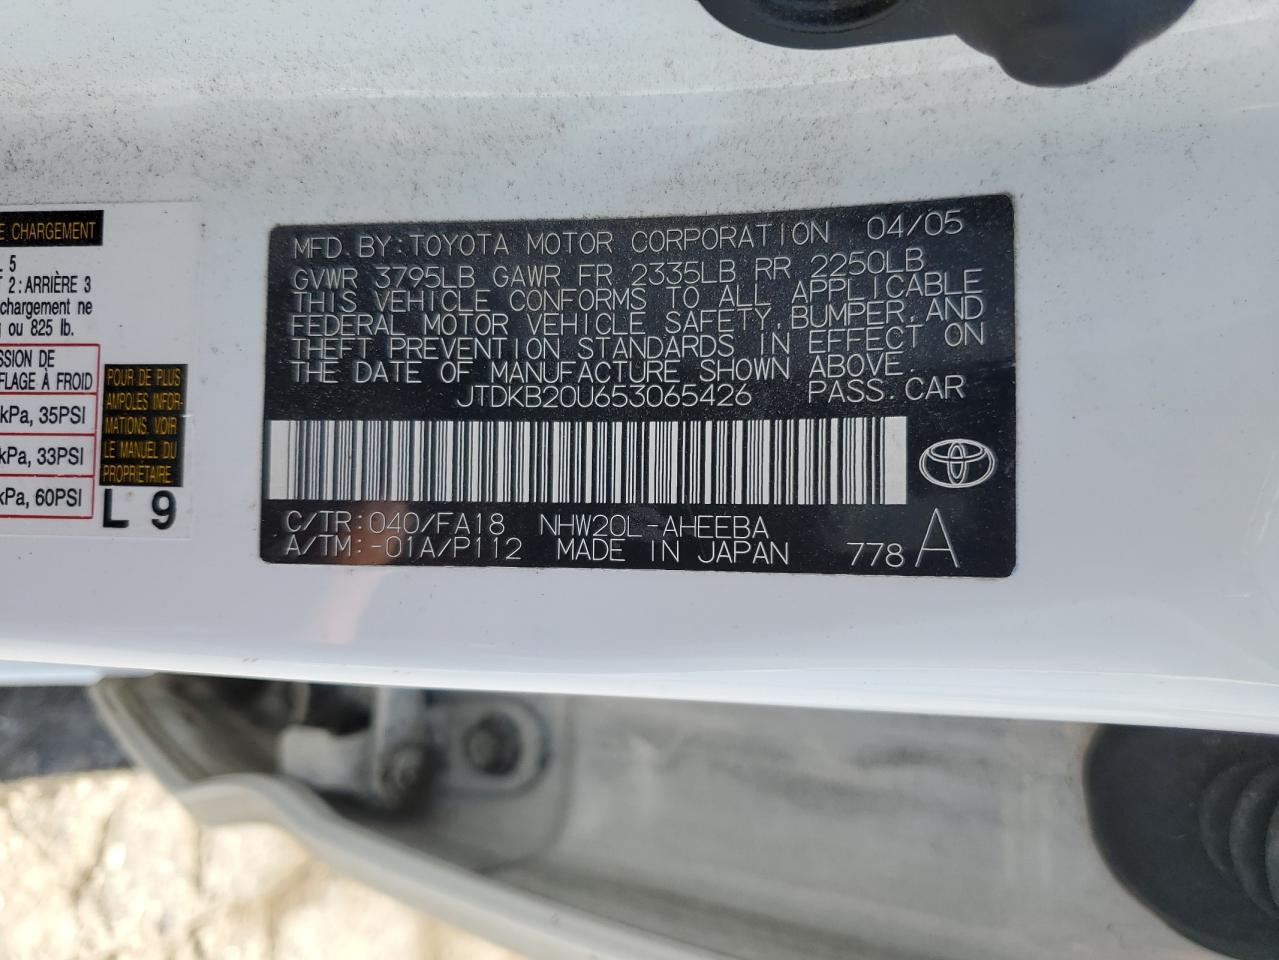 E CHARGEMENT
5
2 : ARRIÈRE 3
chargement ne
ou 825 lb.
SSION DE
FLAGE À FROID
kPa, 35PSI
kPa, 33PSI
kPa, 60PSI
POUR DE PLUS
AMPLES INFOR-
MATIONS, VOIR
LE MANUEL DU
PROPRIÉTAIRE
L 9
MFD. BY: TOYOTA MOTOR CORPORATION 04/05
GVWR 3795LB GAWR FR 2335LB RR 2250LB
THIS VEHICLE CONFORMS TO ALL APPLICABLE
FEDERAL MOTOR VEHICLE SAFETY, BUMPER, AND
THEFT PREVENTION STANDARDS IN EFFECT ON
THE DATE OF MANUFACTURE SHOWN ABOVE.
JTDKB20U653065426 PASS. CAR
C/TR: 040/FA18 NHW20L-AHEEBA
A/TM: -01A/P112 MADE IN JAPAN 778 A